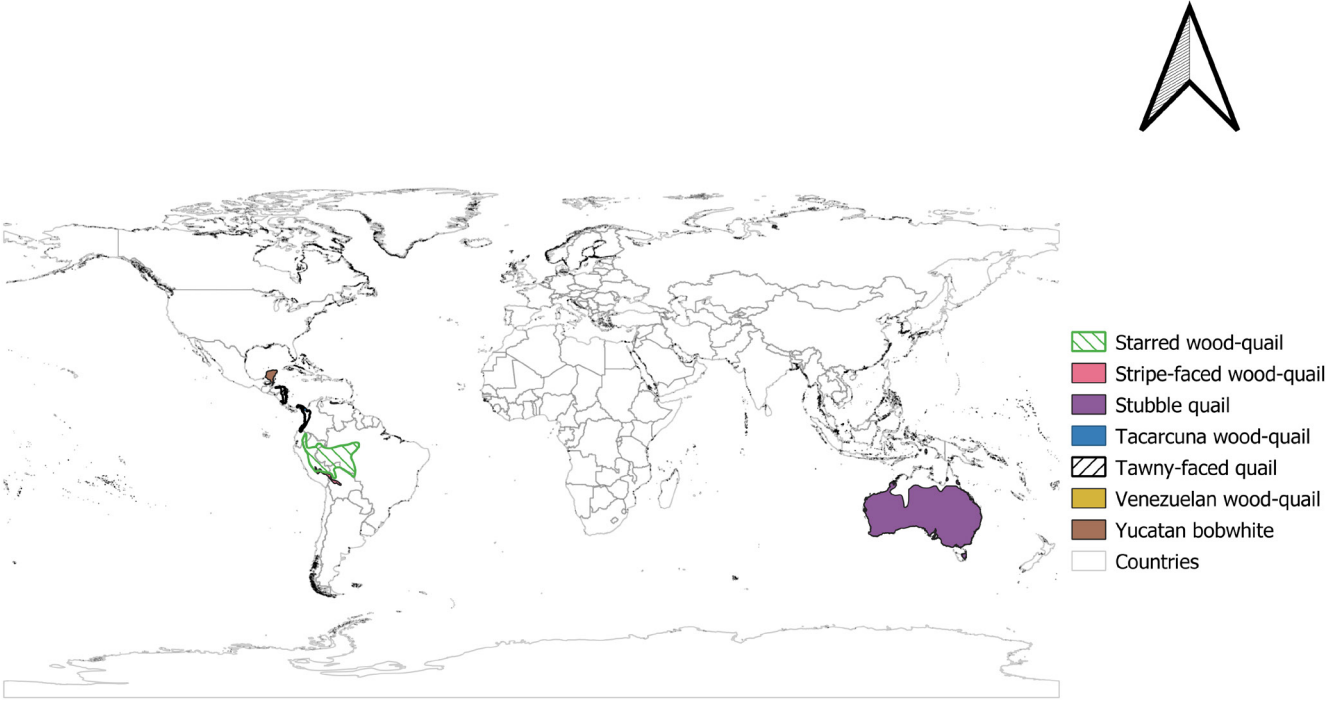 Starred wood-quail
Stripe-faced wood-quail
Stubble quail
Tacarcuna wood-quail
Tawny-faced quail
Venezuelan wood-quail
Yucatan bobwhite
Countries